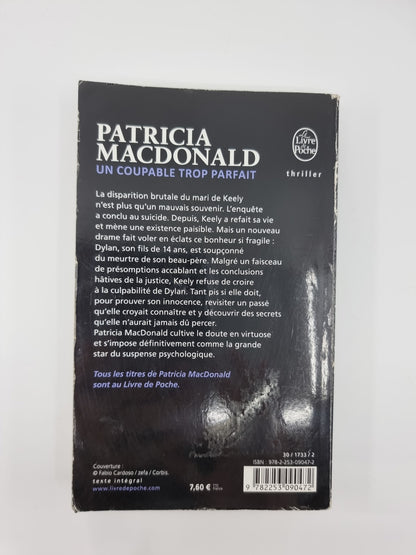 PATRICIA
MACDONALD
UN COUPABLE TROP PARFAIT
Le
Livre
de
Poche
thriller
La disparition brutale du mari de Keely
n'est plus qu'un mauvais souvenir. L'enquête
a conclu au suicide. Depuis, Keely a refait sa vie
et mène une existence paisible. Mais un nouveau
drame fait voler en éclats ce bonheur si fragile :
Dylan, son fils de 14 ans, est soupçonné
du meurtre de son beau-père. Malgré un faisceau
de présomptions accablant et les conclusions
hâtives de la justice, Keely refuse de croire
à la culpabilité de Dylan. Tant pis si elle doit,
pour prouver son innocence, revisiter un passé
qu'elle croyait connaître et y découvrir des secrets
qu'elle n'aurait jamais dû percer.
Patricia MacDonald cultive le doute en virtuose
et s'impose définitivement comme la grande
star du suspense psychologique.
Tous les titres de Patricia MacDonald
sont au Livre de Poche.
Couverture :
© Fabio Cardoso / zefa / Corbis.
texte intégral
www.livredepoche.com
7,60 €
30 / 1733 / 2
ISBN : 978-2-253-09047-2
9 782253 090472